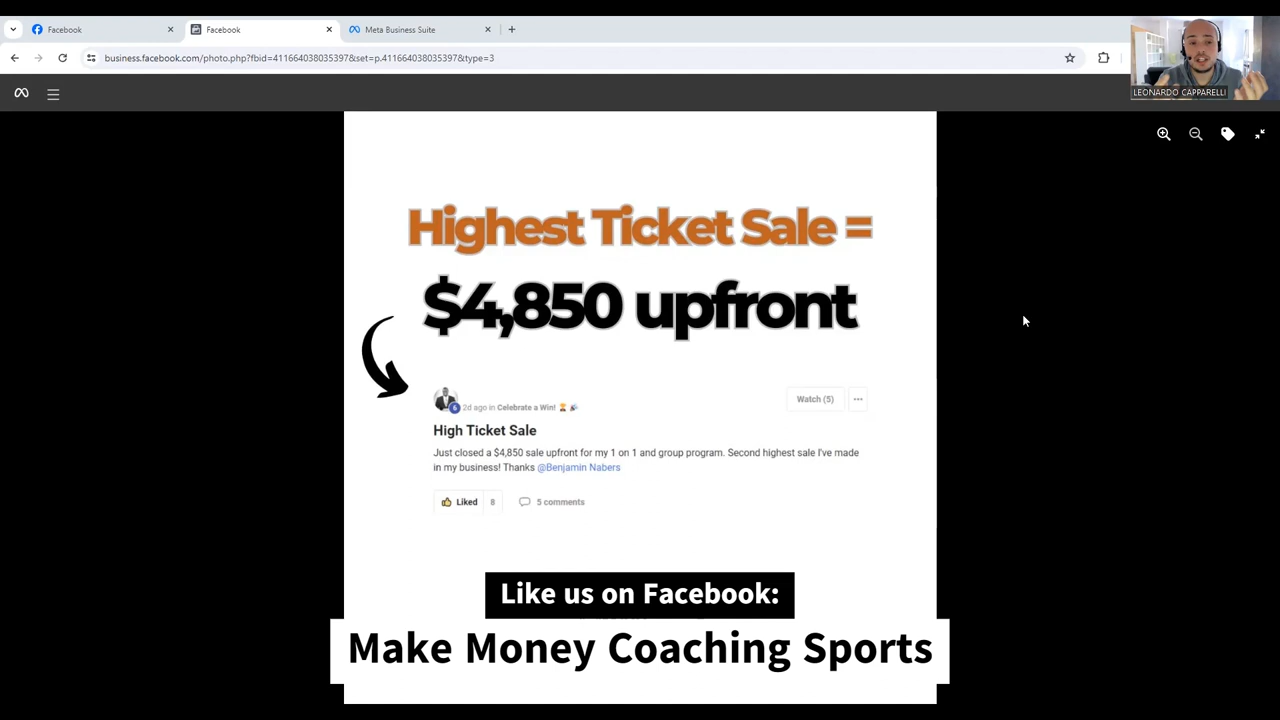 Facebook
Facebook
Meta Business Suite
business.facebook.com/photo.php?fbid=411664038035397&set=p.411664038035397&type=3
LEONARDO CAPPARELLI
Highest Ticket Sale =
$4,850 upfront
6
2d ago in Celebrate a Win! 🏆 🎉
Watch (5)
High Ticket Sale
Just closed a $4,850 sale upfront for my 1 on 1 and group program. Second highest sale I've made
in my business! Thanks @Benjamin Nabers
Liked 8 5 comments
Like us on Facebook:
Make Money Coaching Sports